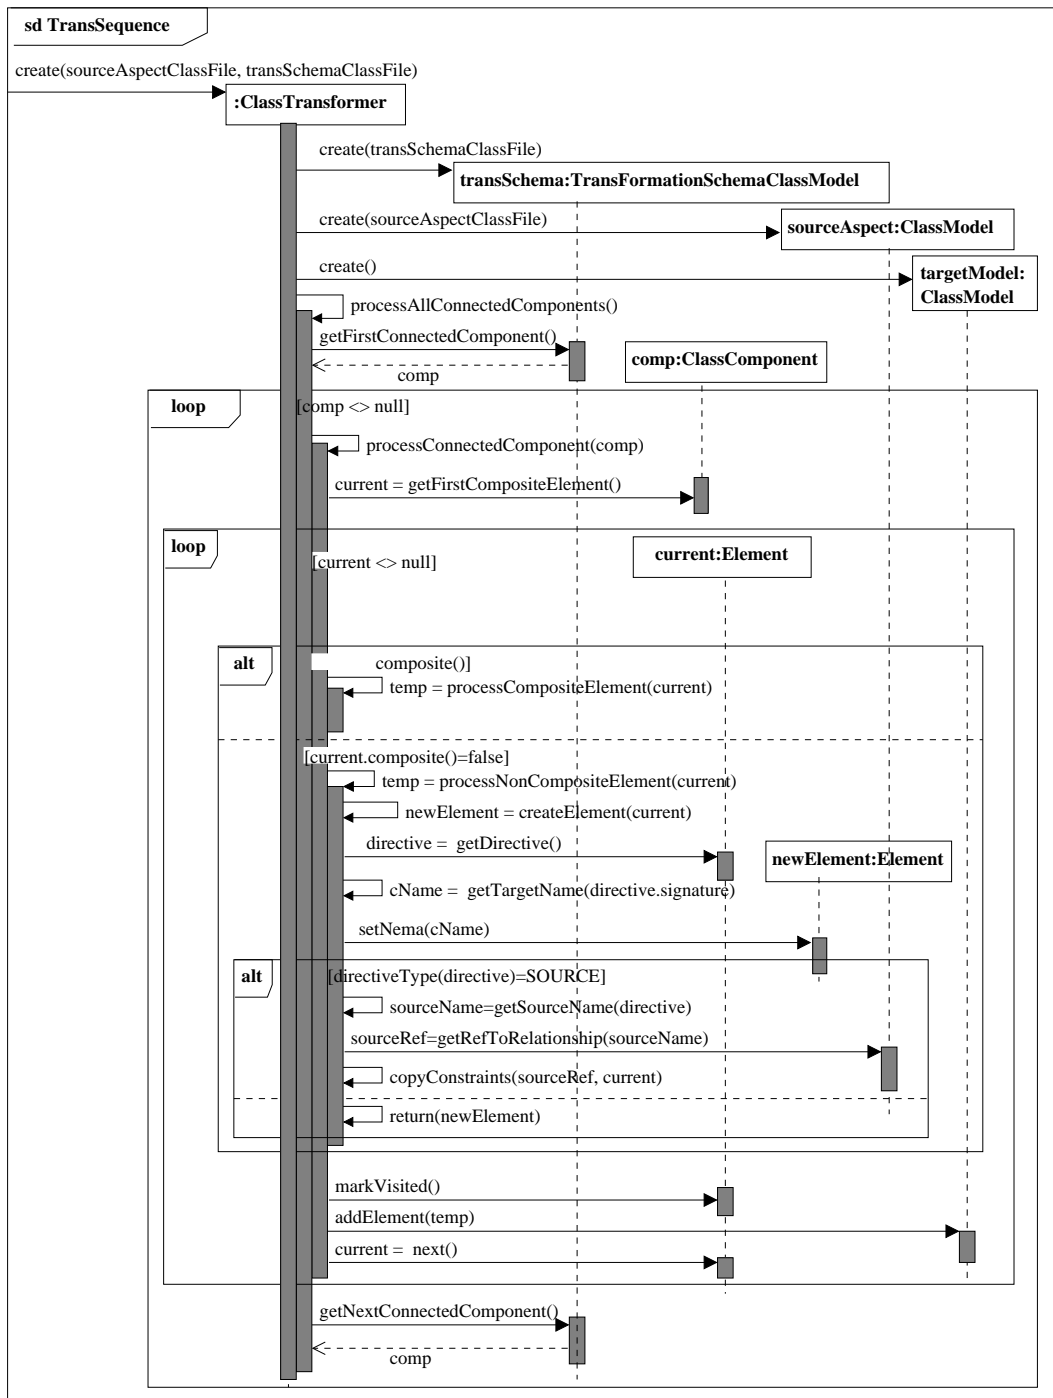 sd TransSequence
create(sourceAspectClassFile, transSchemaClassFile)
:ClassTransformer
create(transSchemaClassFile)
transSchema:TransFormationSchemaClassModel
create(sourceAspectClassFile)
sourceAspect:ClassModel
create()
targetModel:
ClassModel
processAllConnectedComponents()
getFirstConnectedComponent()
comp:ClassComponent
comp
loop
[comp <> null]
processConnectedComponent(comp)
current = getFirstCompositeElement()
loop
current:Element
[current <> null]
alt
composite()]
temp = processCompositeElement(current)
[current.composite()=false]
temp = processNonCompositeElement(current)
newElement = createElement(current)
directive = getDirective()
newElement:Element
cName = getTargetName(directive.signature)
setNema(cName)
alt
[directiveType(directive)=SOURCE]
sourceName=getSourceName(directive)
sourceRef=getRefToRelationship(sourceName)
copyConstraints(sourceRef, current)
return(newElement)
markVisited()
addElement(temp)
current = next()
getNextConnectedComponent()
comp